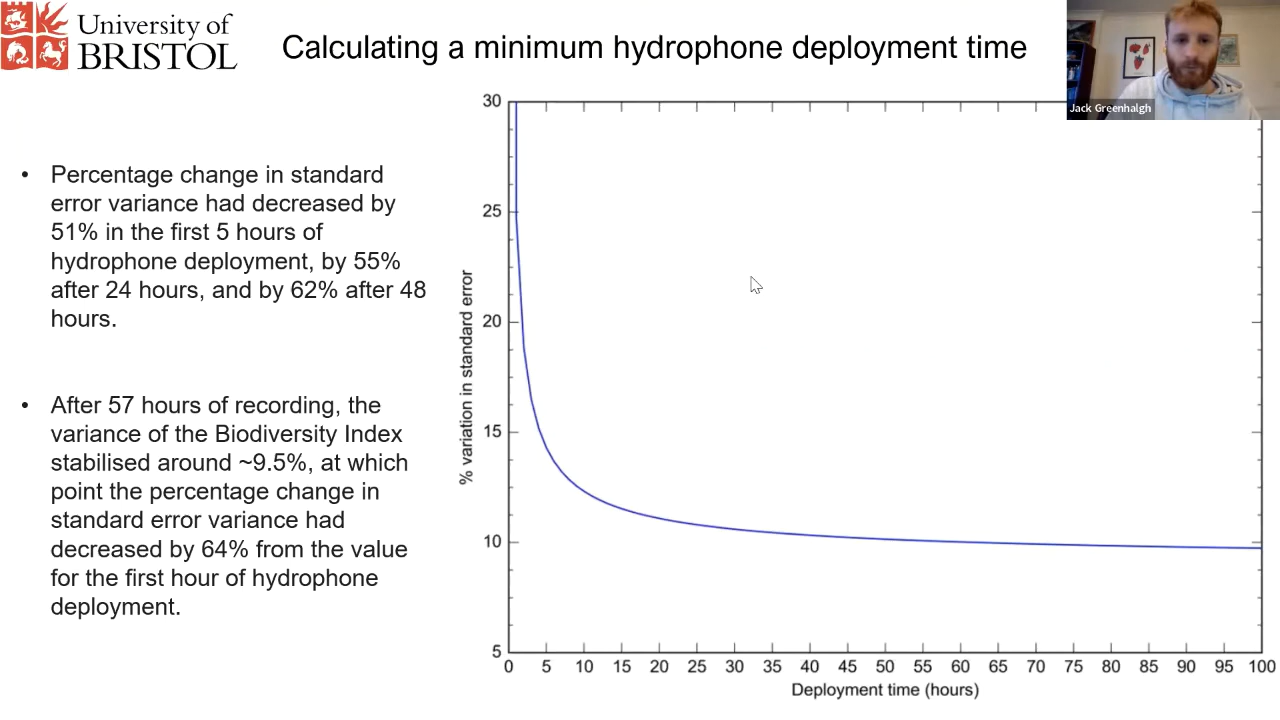 University of
BRISTOL
Calculating a minimum hydrophone deployment time
Jack Greenhalgh
• Percentage change in standard
error variance had decreased by
51% in the first 5 hours of
hydrophone deployment, by 55%
after 24 hours, and by 62% after 48
hours.
• After 57 hours of recording, the
variance of the Biodiversity Index
stabilised around ~9.5%, at which
point the percentage change in
standard error variance had
decreased by 64% from the value
for the first hour of hydrophone
deployment.
% variation in standard error
30
25
20
15
10
5
0 5 10 15 20 25 30 35 40 45 50 55 60 65 70 75 80 85 90 95 100
Deployment time (hours)